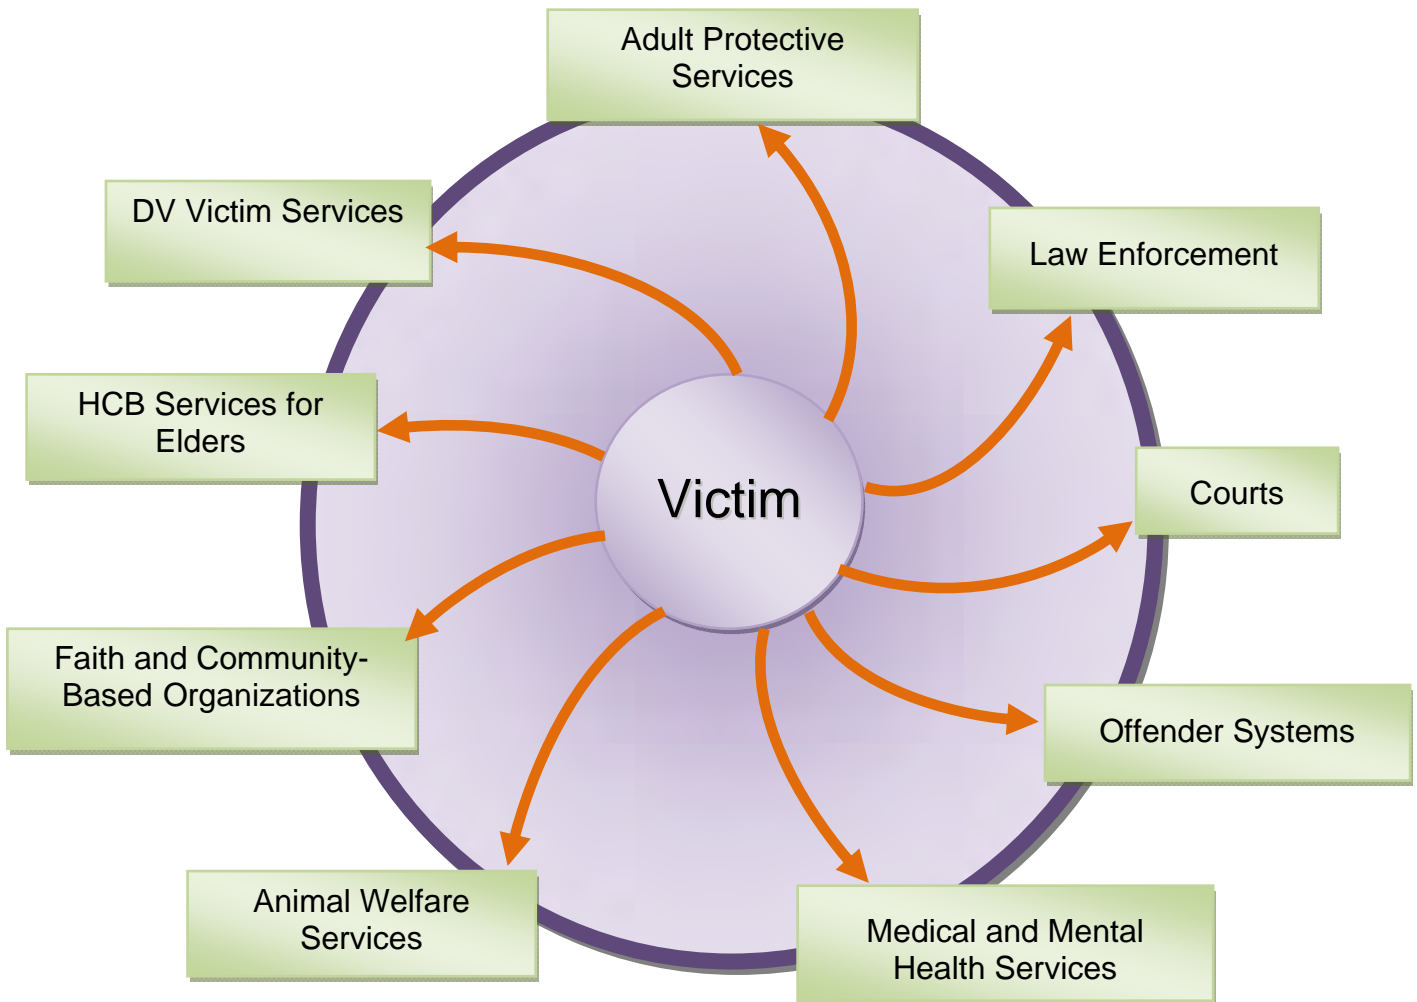 Adult Protective
Services
DV Victim Services
Law Enforcement
HCB Services for
Elders
Victim
Courts
Faith and Community-
Based Organizations
Offender Systems
Animal Welfare
Services
Medical and Mental
Health Services